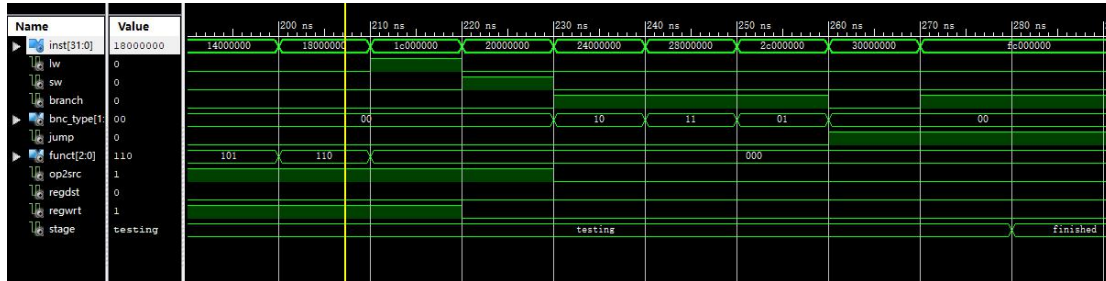 Name Value 200 ns 210 ns 220 ns 230 ns 240 ns 250 ns 260 ns 270 ns 280 ns
inst[31:0] 18000000 14000000 18000000 1c000000 20000000 24000000 28000000 2c000000 30000000 fc000000
lw 0
sw 0
branch 0
bnc_type[1: 00 00 10 11 01 00
jump 0
funct[2:0] 110 101 110 000
op2src 1
regdst 0
regwrt 1
stage testing testing finished